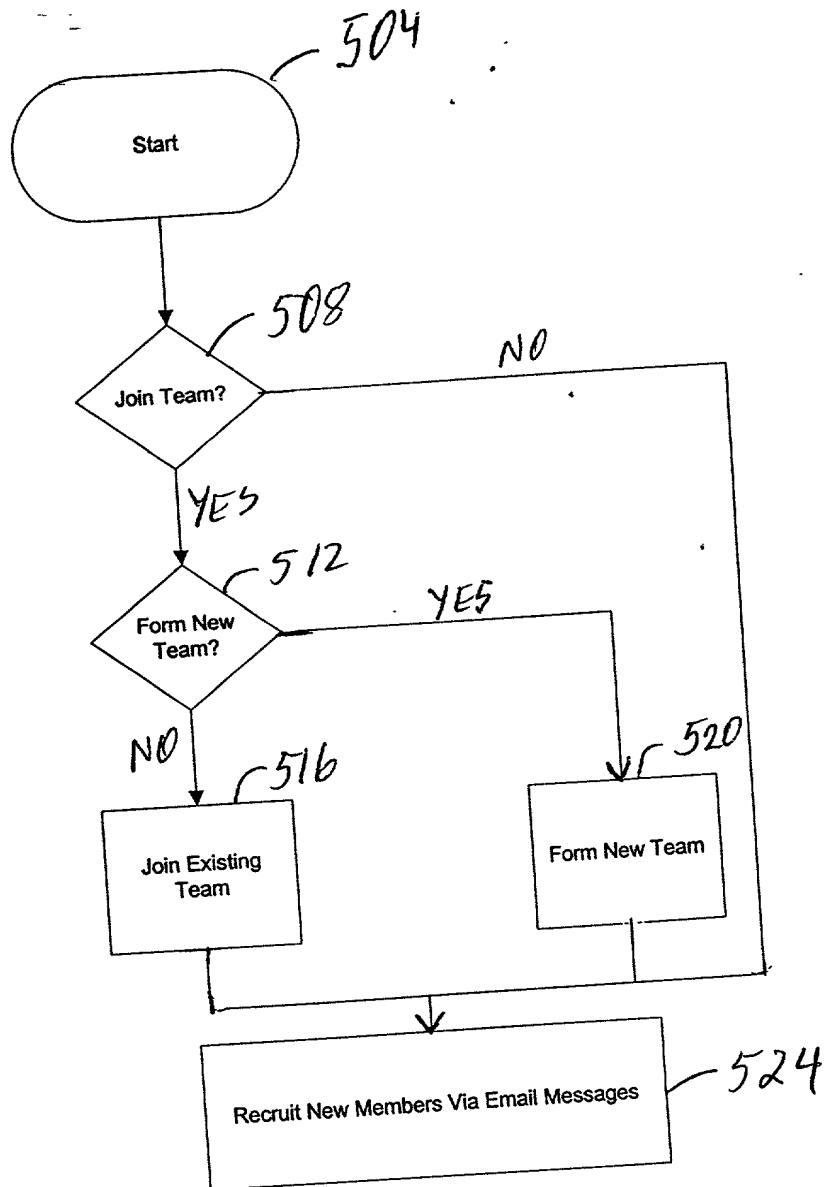 504
Start
508
NO
Join Team?
YES
512
YES
Form New
Team?
NO
516
520
Join Existing
Team
Form New Team
524
Recruit New Members Via Email Messages